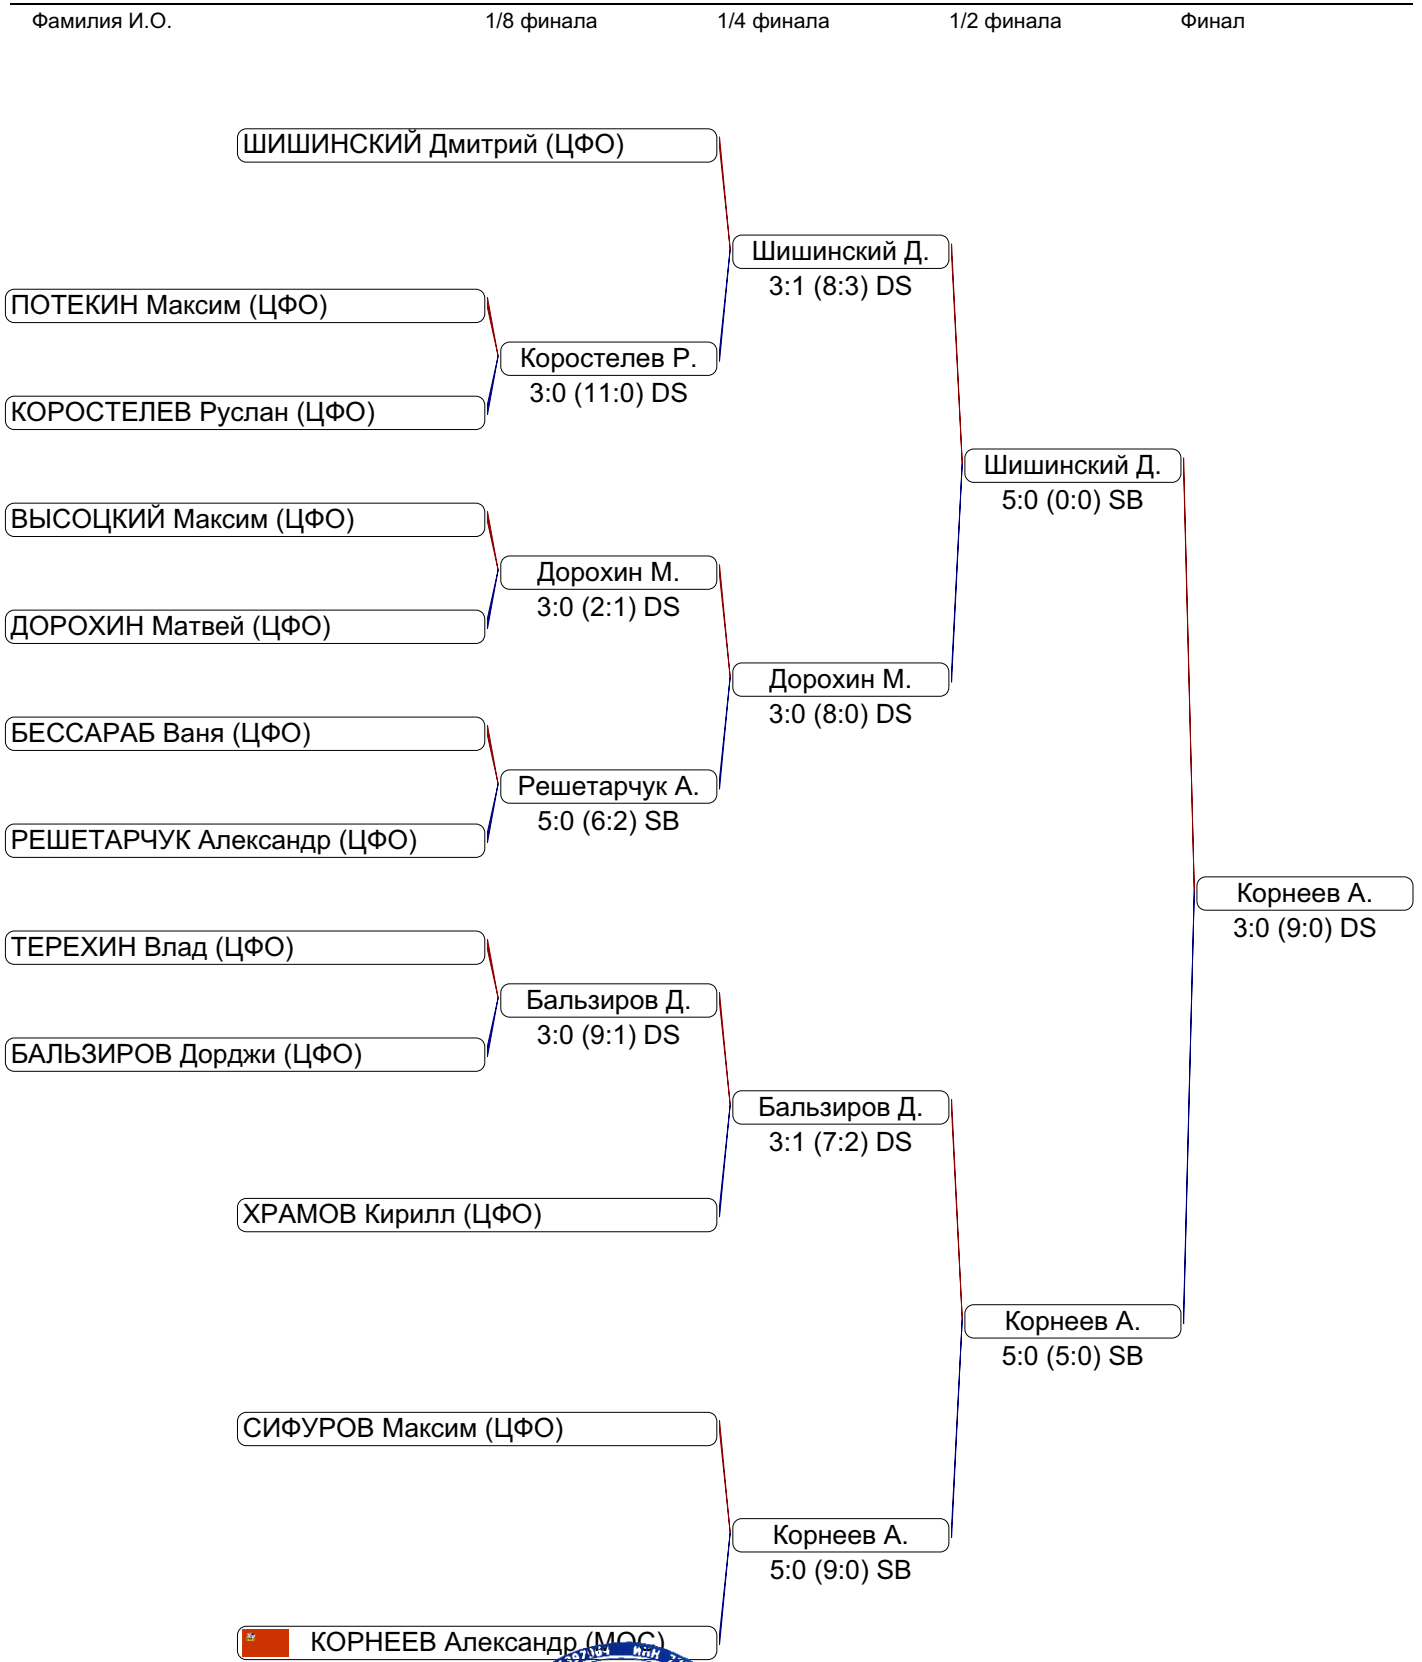 Фамилия И.О. 1/8 финала 1/4 финала 1/2 финала Финал
ШИШИНСКИЙ Дмитрий (ЦФО)
Шишинский Д.
3:1 (8:3) DS
ПОТЕКИН Максим (ЦФО)
Коростелев Р.
3:0 (11:0) DS
КОРОСТЕЛЕВ Руслан (ЦФО)
Шишинский Д.
5:0 (0:0) SB
ВЫСОЦКИЙ Максим (ЦФО)
Дорохин М.
3:0 (2:1) DS
ДОРОХИН Матвей (ЦФО)
Дорохин М.
3:0 (8:0) DS
БЕССАРАБ Ваня (ЦФО)
Решетарчук А.
5:0 (6:2) SB
РЕШЕТАРЧУК Александр (ЦФО)
Корнеев А.
3:0 (9:0) DS
ТЕРЕХИН Влад (ЦФО)
Бальзиров Д.
3:0 (9:1) DS
БАЛЬЗИРОВ Дорджи (ЦФО)
Бальзиров Д.
3:1 (7:2) DS
ХРАМОВ Кирилл (ЦФО)
Корнеев А.
5:0 (5:0) SB
СИФУРОВ Максим (ЦФО)
Корнеев А.
5:0 (9:0) SB
КОРНЕЕВ Александр (МОС)